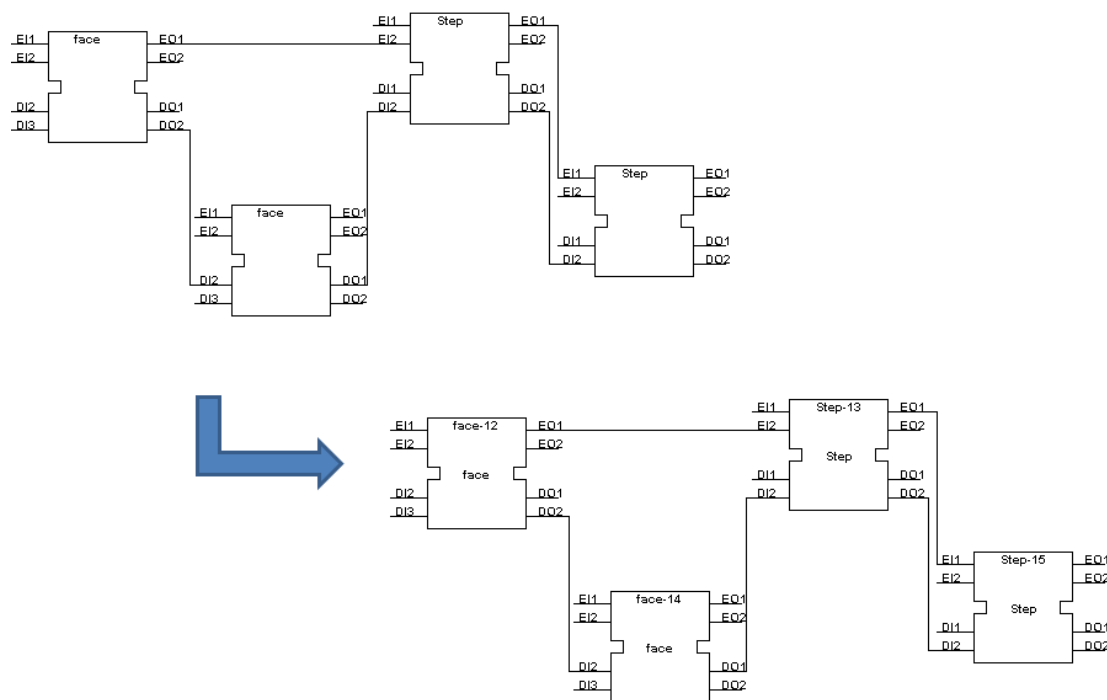 Step
EI1 EO1
EI2 EO2
DI1 DO1
DI2 DO2
face
EI1 EO1
EI2 EO2
DI2 DO1
DI3 DO2
Step
EI1 EO1
EI2 EO2
DI1 DO1
DI2 DO2
face
EI1 EO1
EI2 EO2
DI2 DO1
DI3 DO2
Step-13
EI1 EO1
EI2 EO2
Step
DI1 DO1
DI2 DO2
face-12
EI1 EO1
EI2 EO2
face
DI2 DO1
DI3 DO2
Step-15
EI1 EO1
EI2 EO2
Step
DI1 DO1
DI2 DO2
face-14
EI1 EO1
EI2 EO2
face
DI2 DO1
DI3 DO2